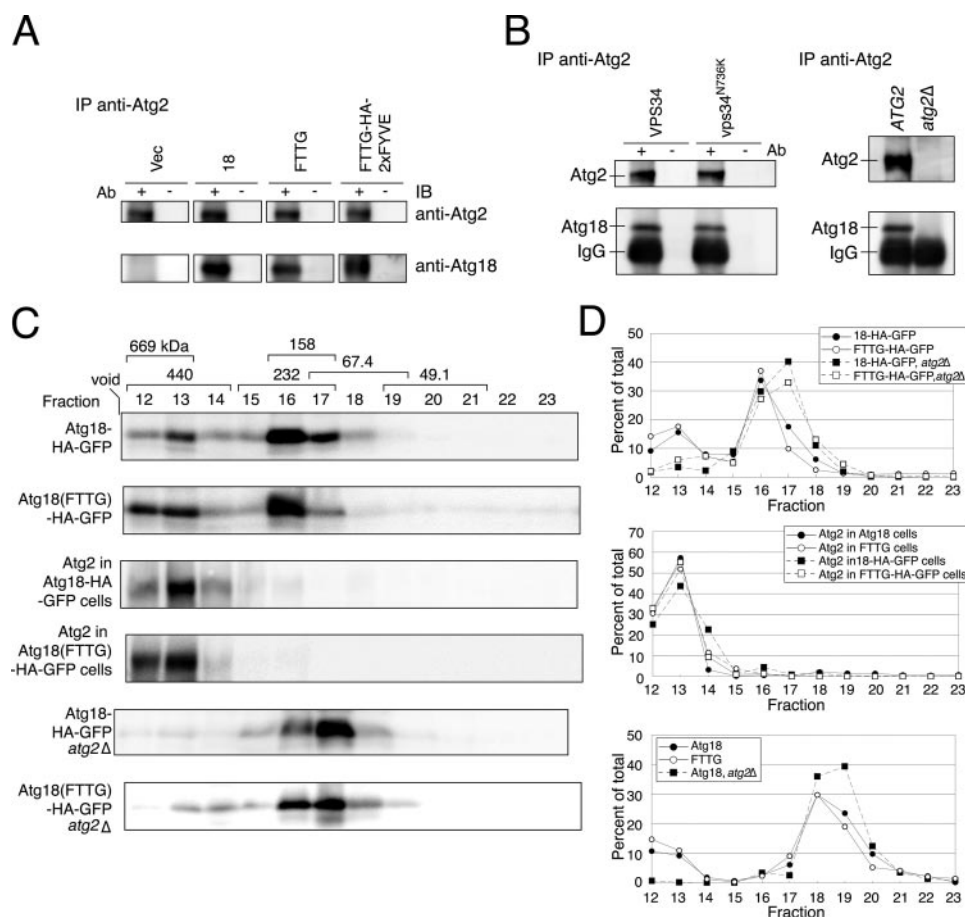 A
IP anti-Atg2
Vec
18
FTTG
FTTG-HA-
2xFYVE
Ab + - + - + - + - IB
anti-Atg2
anti-Atg18
B
IP anti-Atg2
VPS34
vps34N736K
+ - + - Ab
Atg2
Atg18
IgG
IP anti-Atg2
ATG2
atg2Δ
Atg2
Atg18
IgG
C
669 kDa
158
67.4
void
440
232
49.1
Fraction 12 13 14 15 16 17 18 19 20 21 22 23
Atg18-
HA-GFP
Atg18(FTTG)
-HA-GFP
Atg2 in
Atg18-HA
-GFP cells
Atg2 in
Atg18(FTTG)
-HA-GFP cells
Atg18-
HA-GFP
atg2Δ
Atg18(FTTG)
-HA-GFP
atg2Δ
D
Percent of total
50
40
30
20
10
0
18-HA-GFP
FTTG-HA-GFP
18-HA-GFP, atg2Δ
FTTG-HA-GFP,atg2Δ
12 13 14 15 16 17 18 19 20 21 22 23
Fraction
Percent of total
70
60
50
40
30
20
10
0
Atg2 in Atg18 cells
Atg2 in FTTG cells
Atg2 in18-HA-GFP cells
Atg2 in FTTG-HA-GFP cells
12 13 14 15 16 17 18 19 20 21 22 23
Fraction
Percent of total
50
40
30
20
10
0
Atg18
FTTG
Atg18, atg2Δ
12 13 14 15 16 17 18 19 20 21 22 23
Fraction